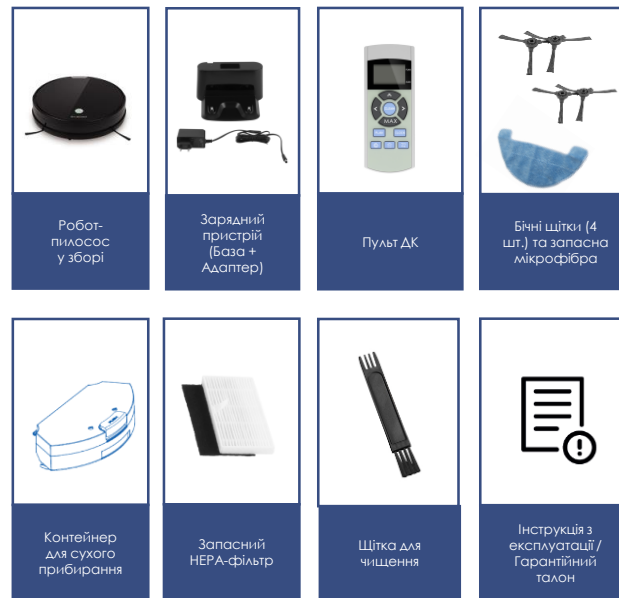 MAX
Робот-
пилосос
у зборі
Зарядний
пристрій
(База +
Адаптер)
Пульт ДК
Бічні щітки (4
шт.) та запасна
мікрофібра
Контейнер
для сухого
прибирання
Запасний
HEPA-фільтр
Щітка для
чищення
Інструкція з
експлуатації /
Гарантійний
талон